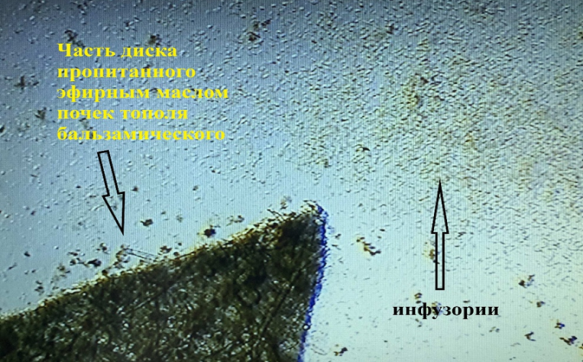 Часть диска
пропитанного
эфирным маслом
почек тополя
бальзамического
инфузории